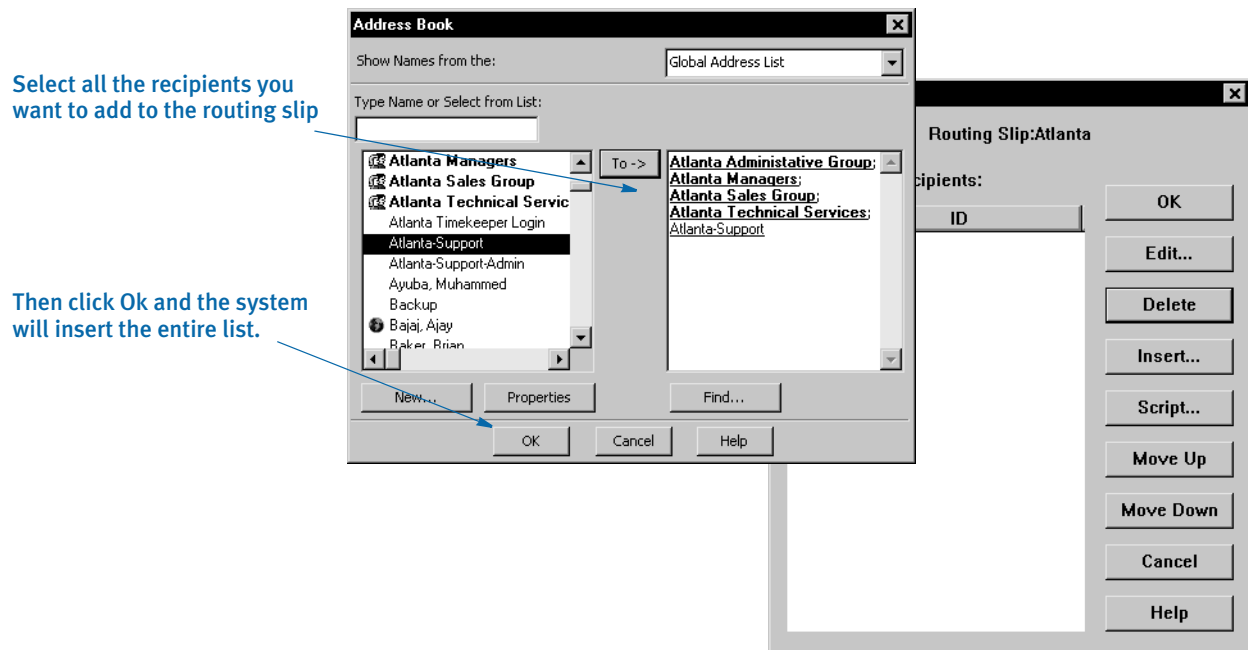 Address Book
Show Names from the:
Global Address List
Type Name or Select from List:
Atlanta Managers
Atlanta Sales Group
Atlanta Technical Servic
Atlanta Timekeeper Login
Atlanta-Support
Atlanta-Support-Admin
Ayuba, Muhammed
Backup
Bajaj, Ajay
Baker, Brian
To ->
Atlanta Administative Group;
Atlanta Managers;
Atlanta Sales Group;
Atlanta Technical Services;
Atlanta-Support
New...
Properties
Find...
OK
Cancel
Help
Select all the recipients you
want to add to the routing slip
Then click Ok and the system
will insert the entire list.
Routing Slip:Atlanta
cipients:
ID
OK
Edit...
Delete
Insert...
Script...
Move Up
Move Down
Cancel
Help